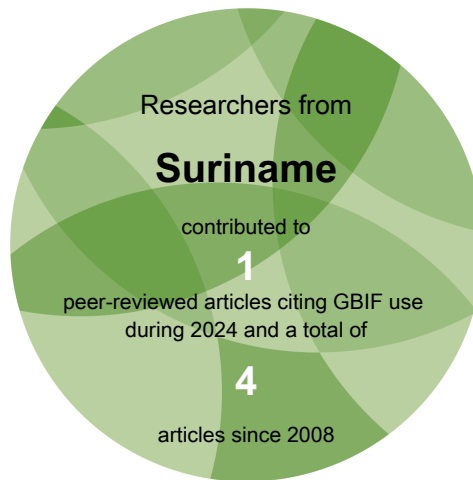 Researchers from
Suriname
contributed to
1
peer-reviewed articles citing GBIF use
during 2024 and a total of
4
articles since 2008